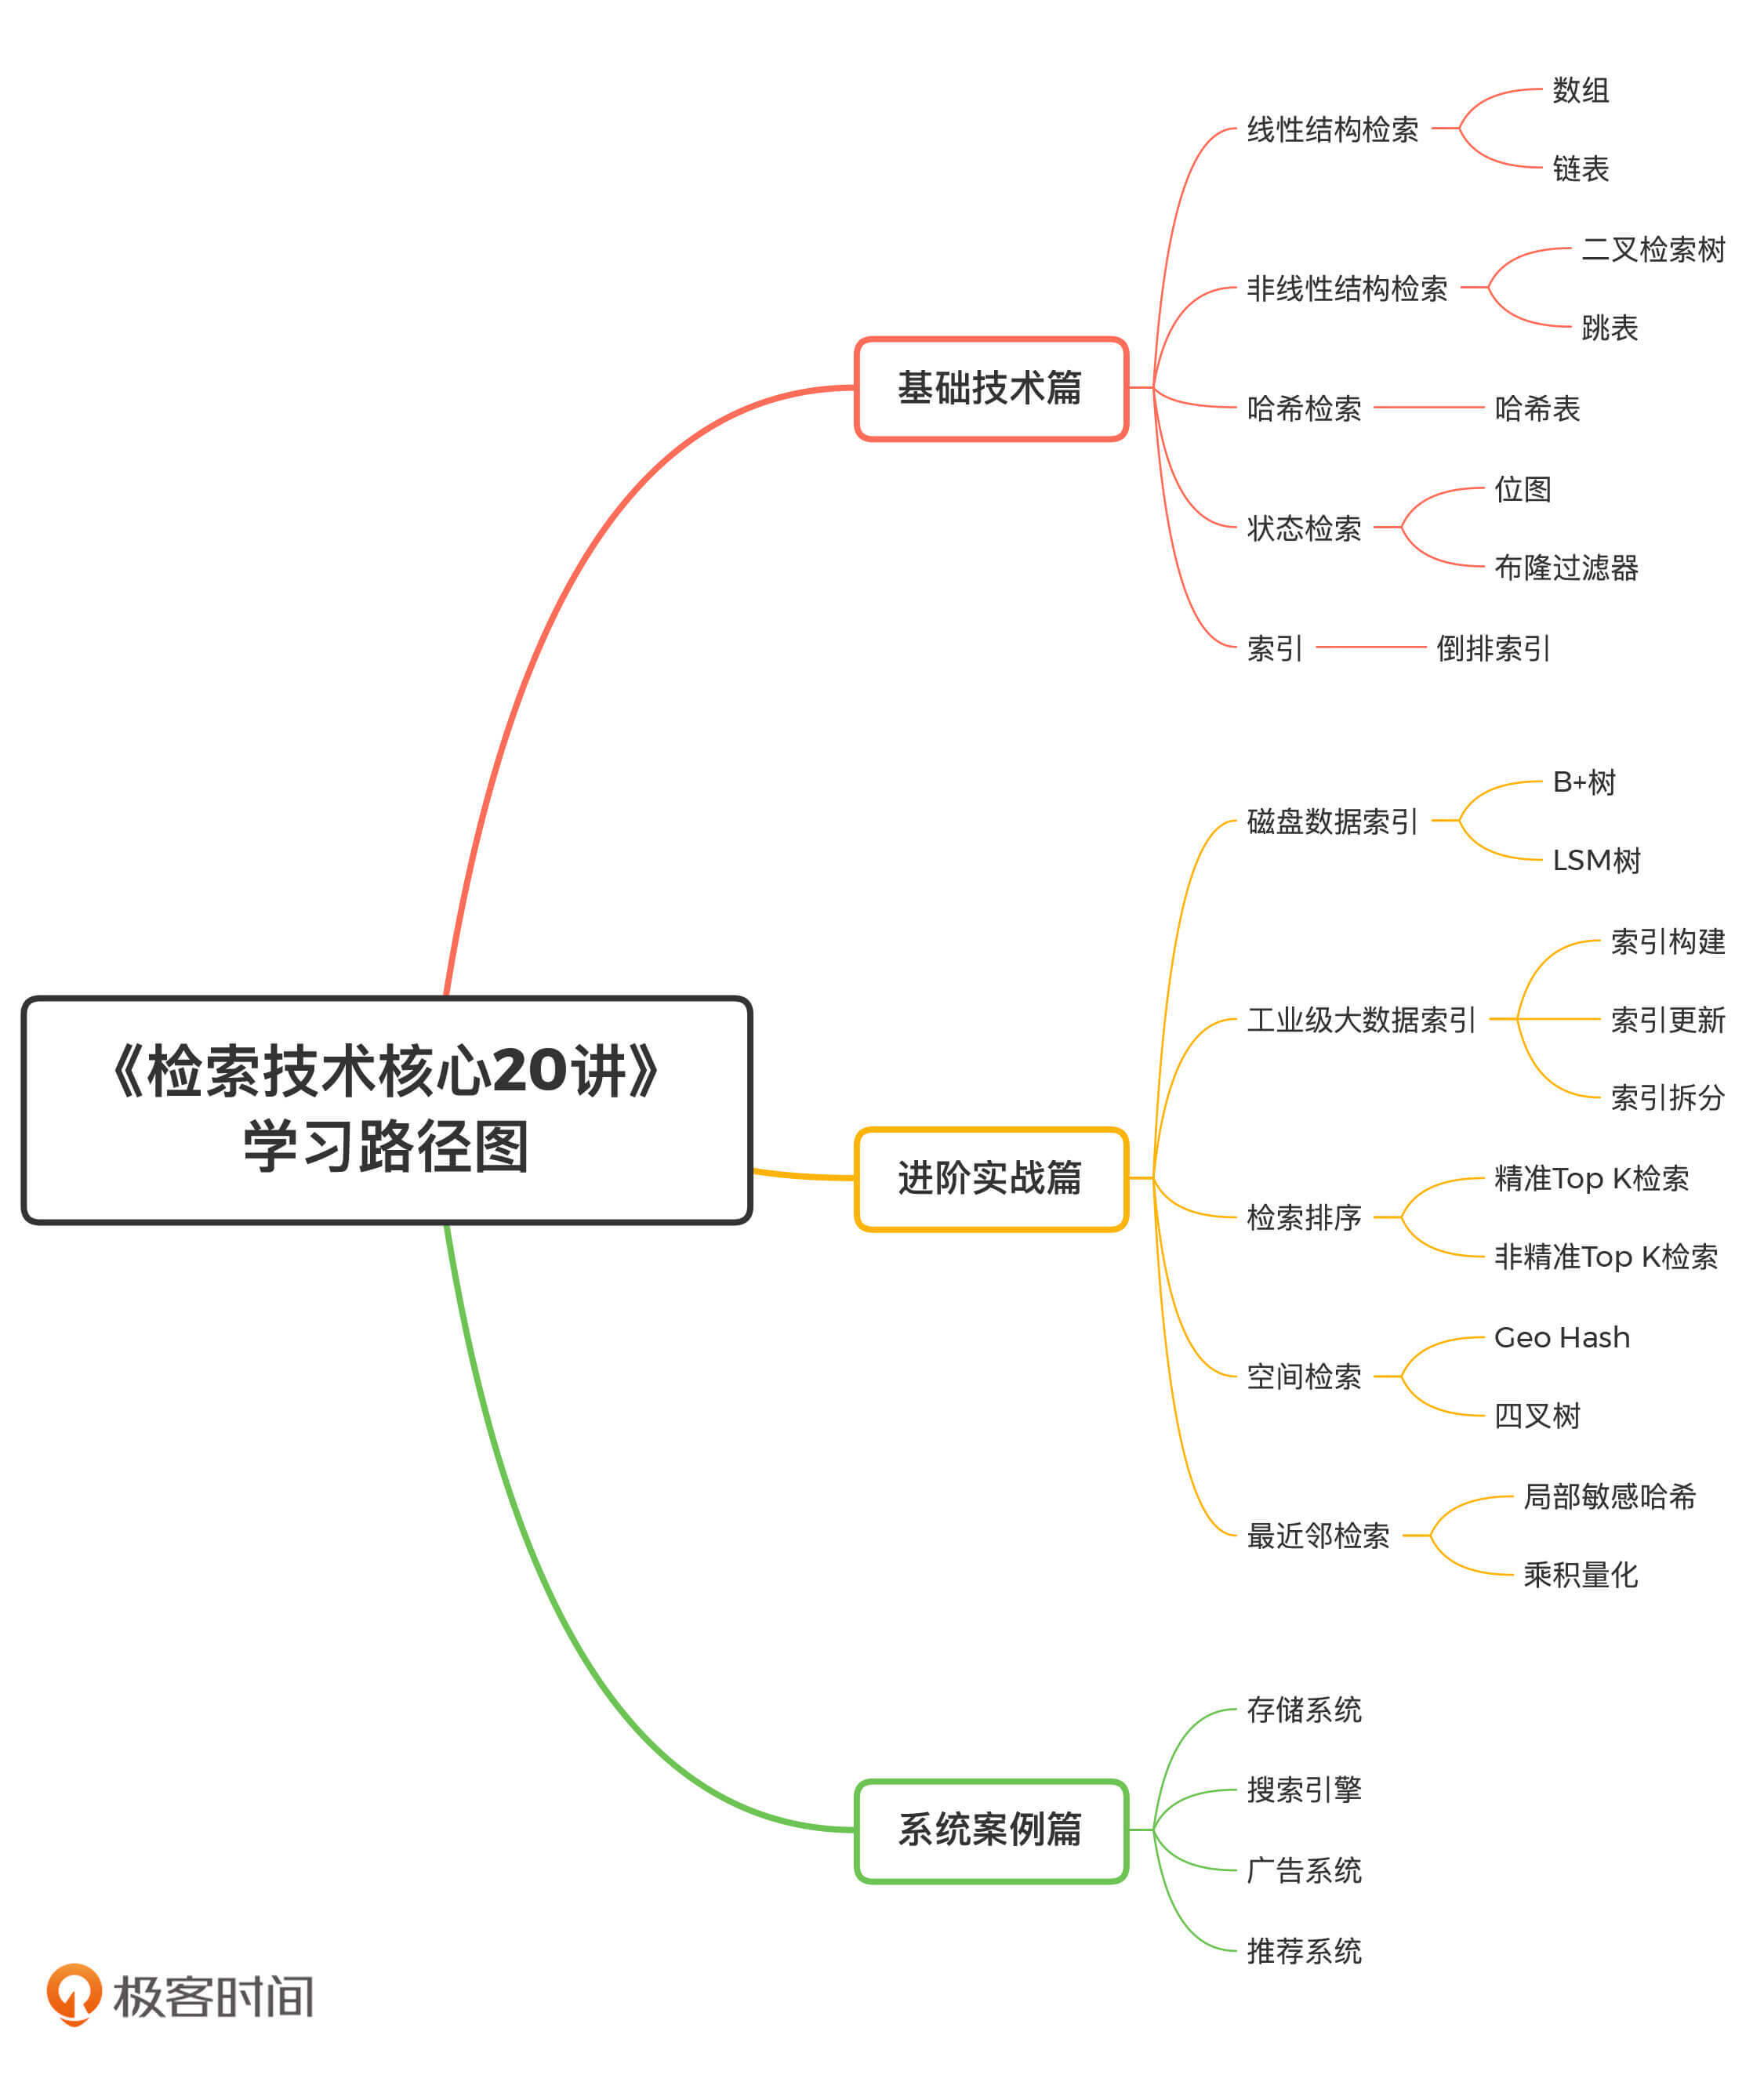 《检索技术核心20讲》
学习路径图
基础技术篇
线性结构检索
数组
链表
非线性结构检索
二叉检索树
跳表
哈希检索
哈希表
状态检索
位图
布隆过滤器
索引
倒排索引
进阶实战篇
磁盘数据索引
B+树
LSM树
工业级大数据索引
索引构建
索引更新
索引拆分
检索排序
精准Top K检索
非精准Top K检索
空间检索
Geo Hash
四叉树
最近邻检索
局部敏感哈希
乘积量化
系统案例篇
存储系统
搜索引擎
广告系统
推荐系统
极客时间